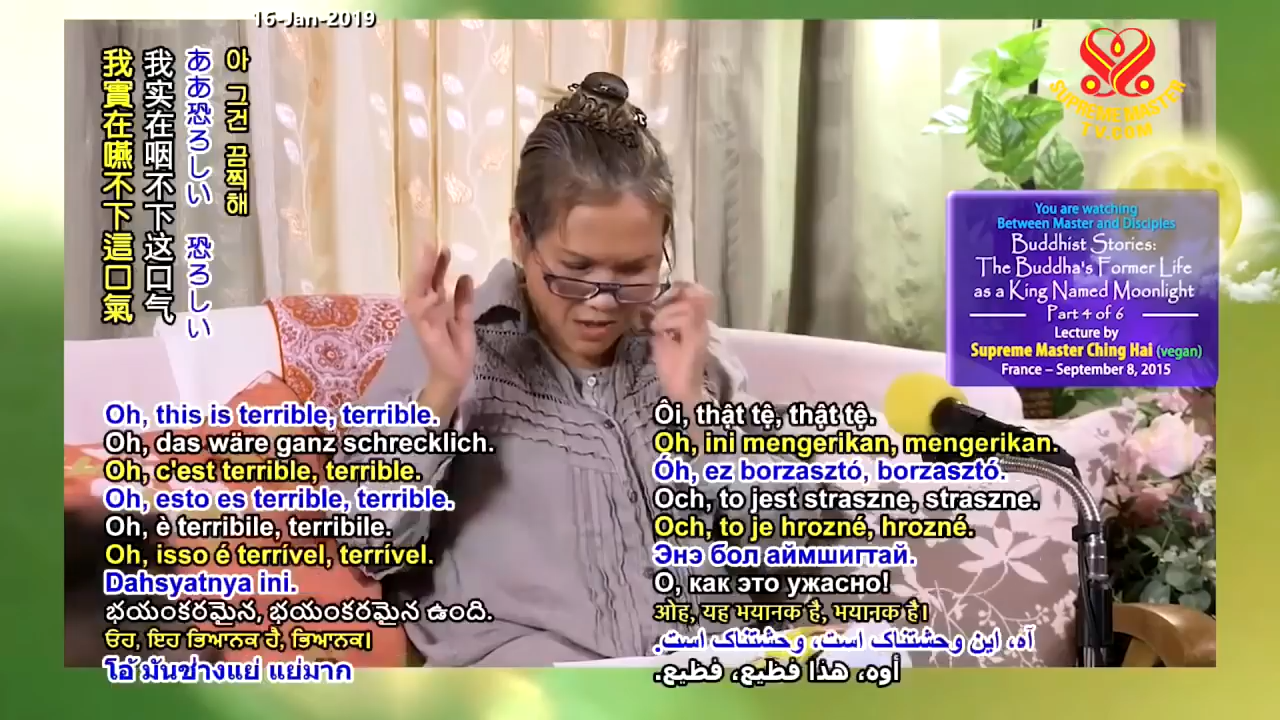 16-Jan-2019
아 그건 끔찍해
ああ恐ろしい 恐ろしい
我实在咽不下这口气
我實在嚥不下這口氣
SUPREME MASTER
TV.COM
You are watching
Between Master and Disciples
Buddhist Stories:
The Buddha's Former Life
as a King Named Moonlight
Part 4 of 6
Lecture by
Supreme Master Ching Hai (vegan)
France – September 8, 2015
Oh, this is terrible, terrible.
Oh, das wäre ganz schrecklich.
Oh, c'est terrible, terrible.
Oh, esto es terrible, terrible.
Oh, è terribile, terribile.
Oh, isso é terrível, terrível.
Dahsyatnya ini.
భయంకరమైన, భయంకరమైన ఉంది.
ਓਹ, ਇਹ ਭਿਆਨਕ ਹੈ, ਭਿਆਨਕ।
โอ้ มันช่างแย่ แย่มาก
Ôi, thật tệ, thật tệ.
Oh, ini mengerikan, mengerikan.
Óh, ez borzasztó, borzasztó.
Och, to jest straszne, straszne.
Och, to je hrozné, hrozné.
Энэ бол аймшигтай.
О, как это ужасно!
ओह, यह भयानक है, भयानक है।
آه، این وحشتناک است، وحشتناک است.
أوه، هذا فظيع، فظيع.